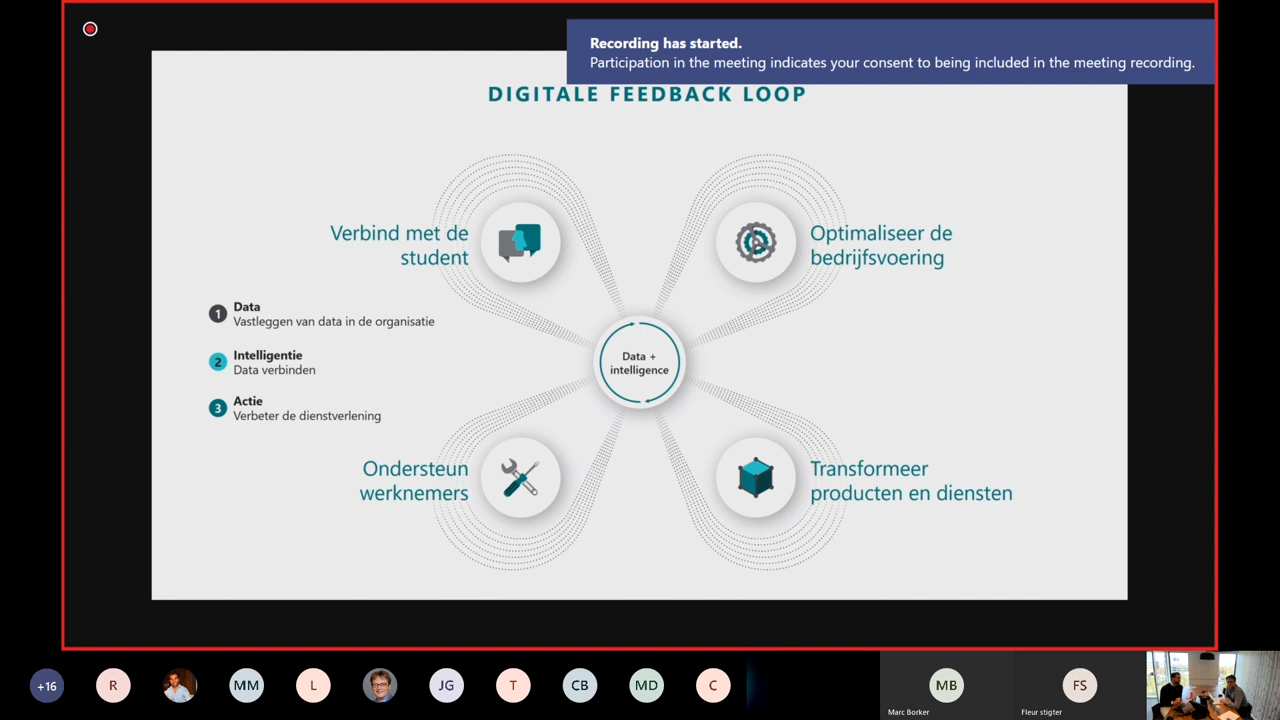 Recording has started.
Participation in the meeting indicates your consent to being included in the meeting recording.
DIGITALE FEEDBACK LOOP
Verbind met de
student
Optimaliseer de
bedrijfsvoering
1 Data
Vastleggen van data in de organisatie
2 Intelligentie
Data verbinden
3 Actie
Verbeter de dienstverlening
Data +
intelligence
Ondersteun
werknemers
Transformeer
producten en diensten
+16
R
MM
L
JG
T
CB
MD
C
MB
Marc Borker
FS
Fleur stigter